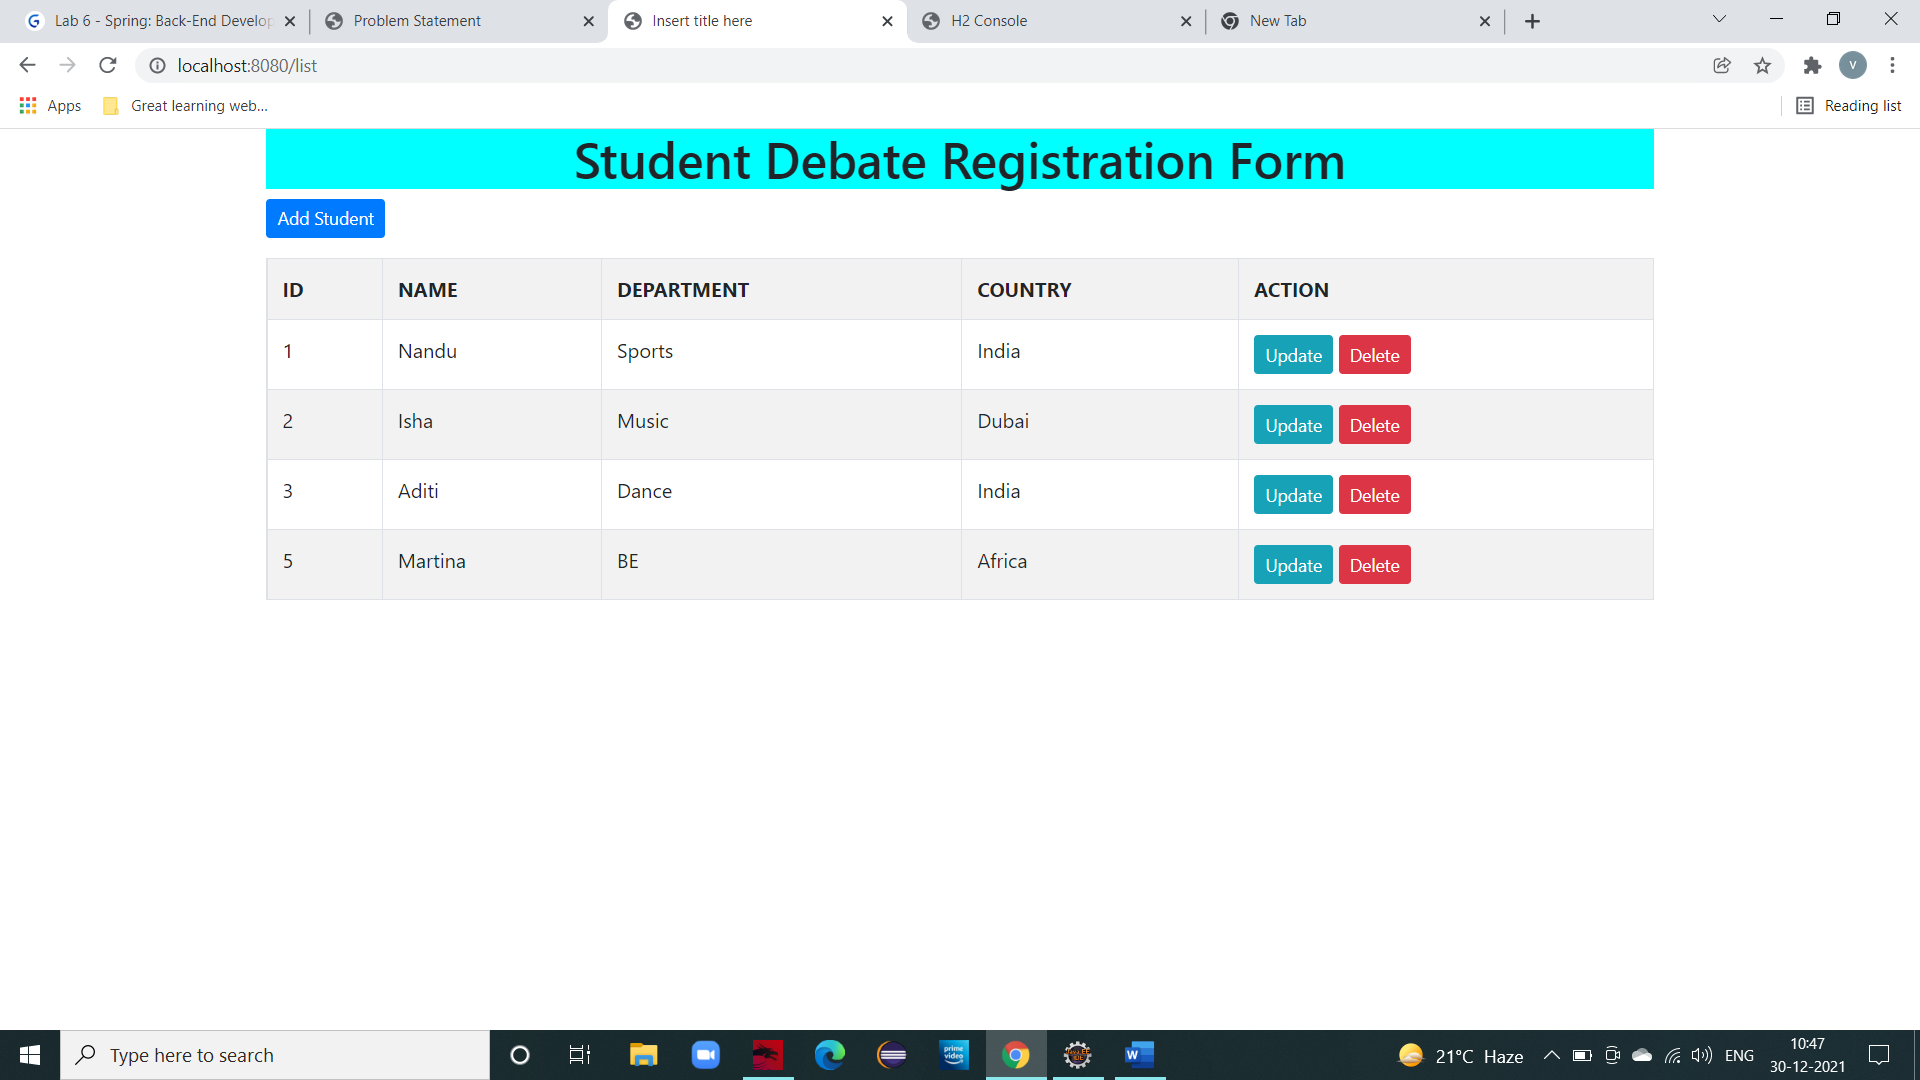 Lab 6 - Spring: Back-End Develop
Problem Statement
Insert title here
H2 Console
New Tab
localhost:8080/list
V
Apps
Great learning web...
Reading list
Student Debate Registration Form
Add Student
ID NAME DEPARTMENT COUNTRY ACTION
1 Nandu Sports India Update Delete
2 Isha Music Dubai Update Delete
3 Aditi Dance India Update Delete
5 Martina BE Africa Update Delete
Type here to search
prime video
W
21°C Haze
ENG
10:47
30-12-2021